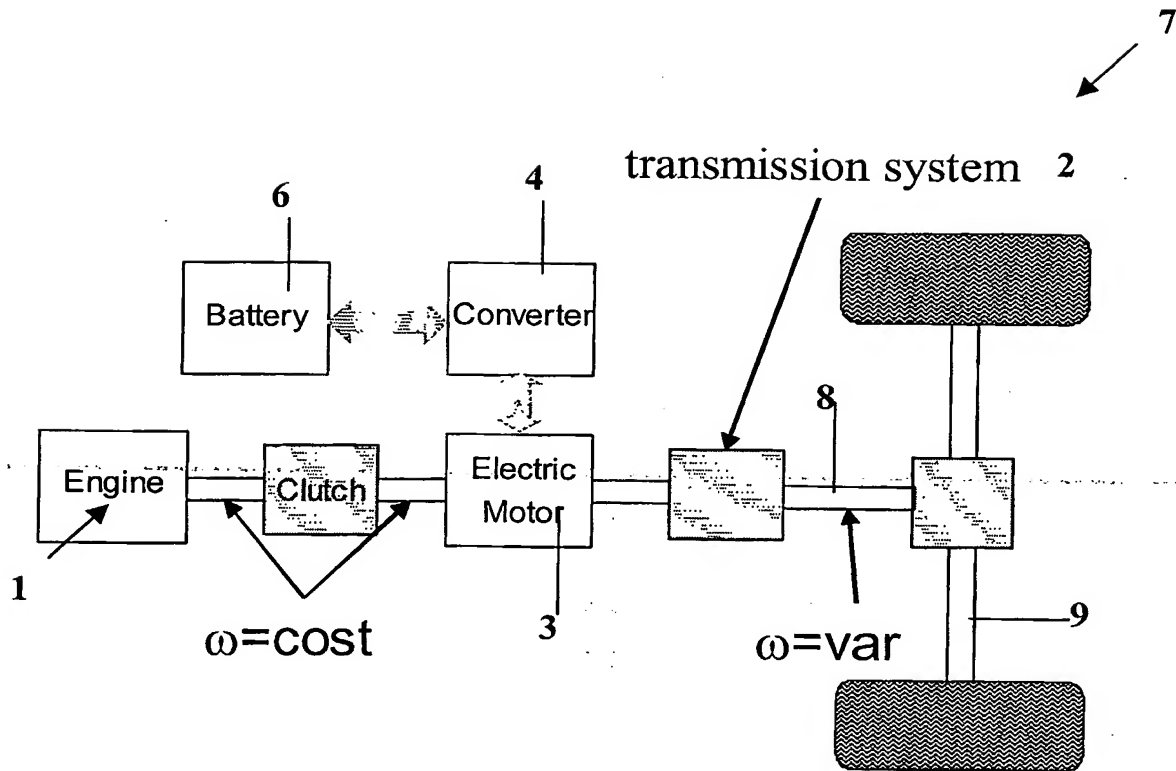 7
transmission system 2
6
4
Battery
Converter
8
Engine
Clutch
Electric
Motor
1
3
9
ω=cost
ω=var